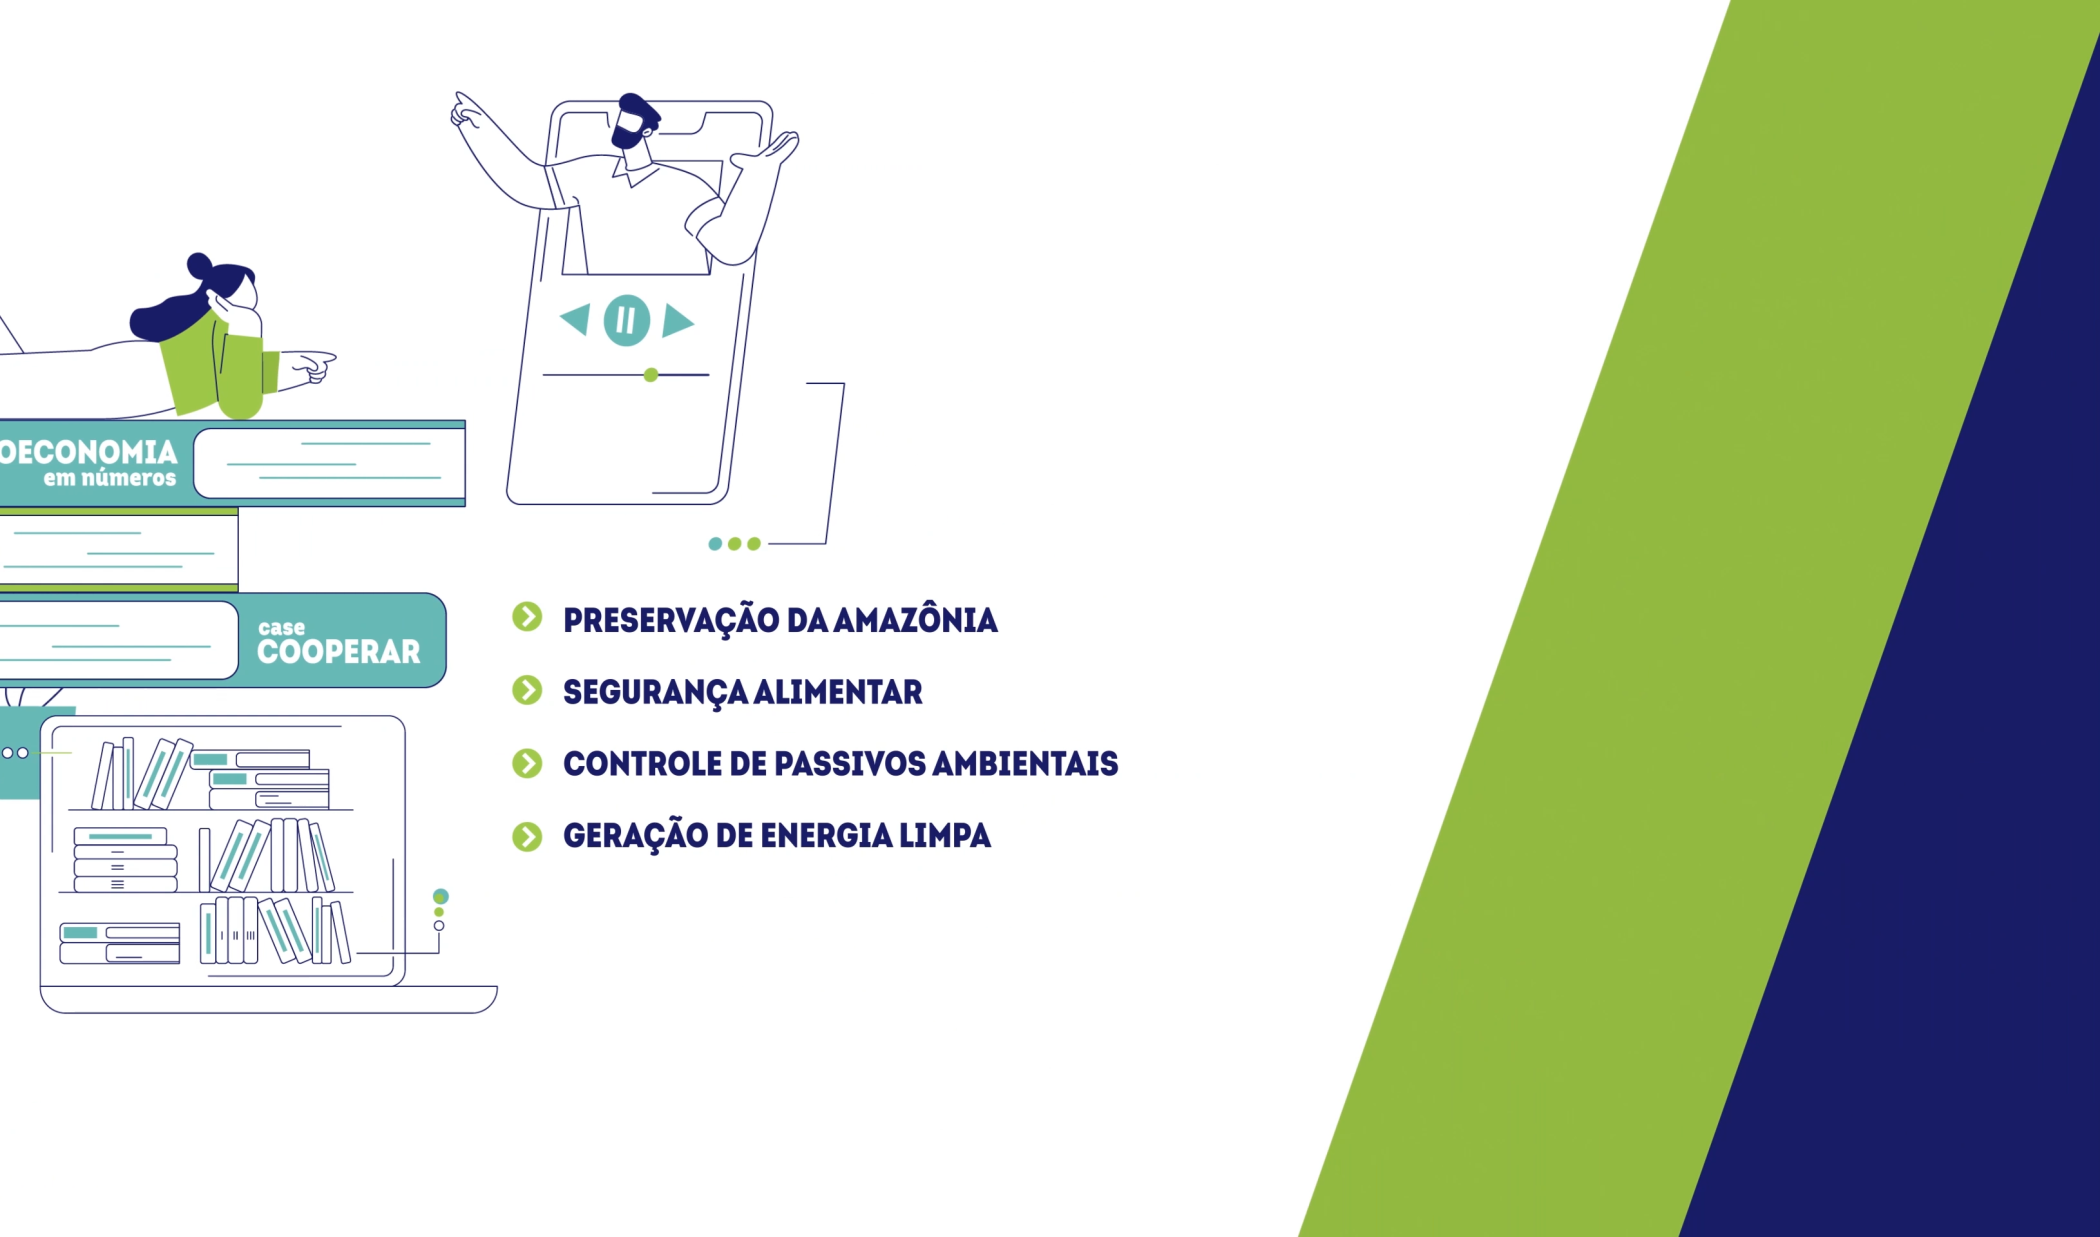 OECONOMIA
em números
case
COOPERAR
PRESERVAÇÃO DA AMAZÔNIA
SEGURANÇA ALIMENTAR
CONTROLE DE PASSIVOS AMBIENTAIS
GERAÇÃO DE ENERGIA LIMPA